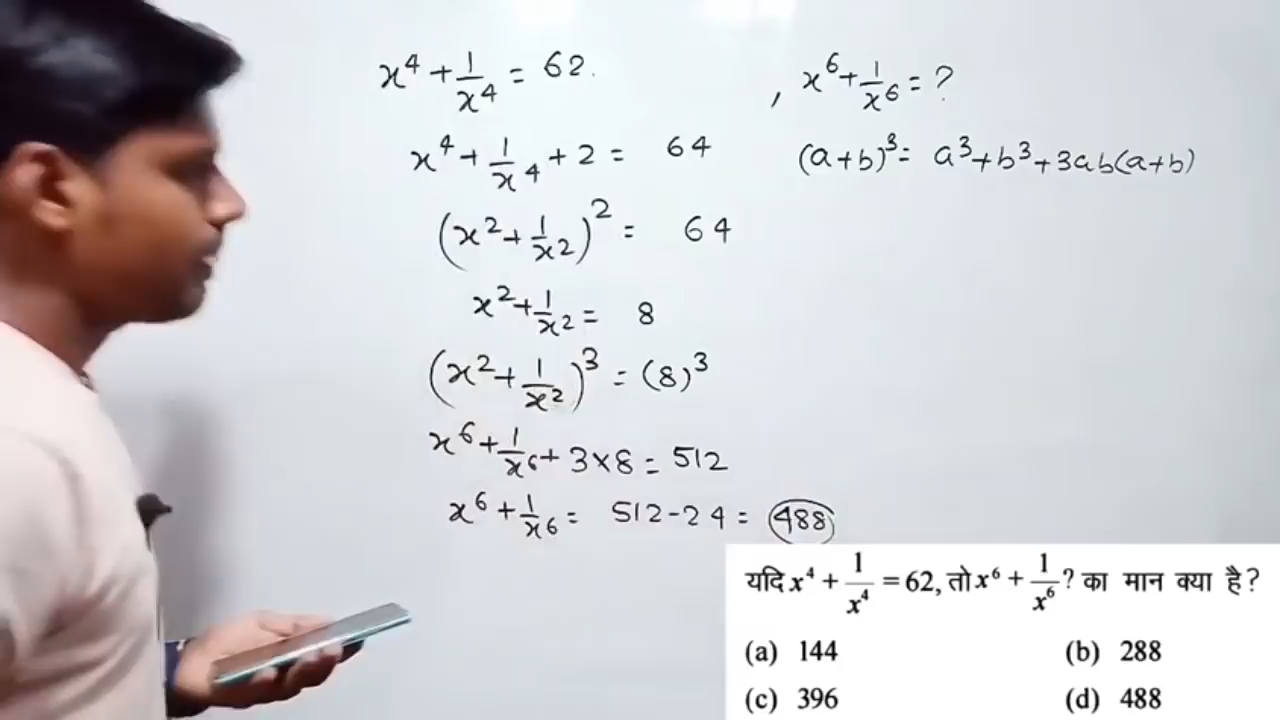 x⁴ + 1/x⁴ = 62.
, x⁶ + 1/x⁶ = ?
x⁴ + 1/x⁴ + 2 = 64
(a+b)³ = a³+b³+3ab(a+b)
(x² + 1/x²)² = 64
x² + 1/x² = 8
(x² + 1/x²)³ = (8)³
x⁶ + 1/x⁶ + 3×8 = 512
x⁶ + 1/x⁶ = 512-24 = 488
यदि x⁴ + 1/x⁴ = 62, तो x⁶ + 1/x⁶ ? का मान क्या है ?
(a) 144 (b) 288
(c) 396 (d) 488